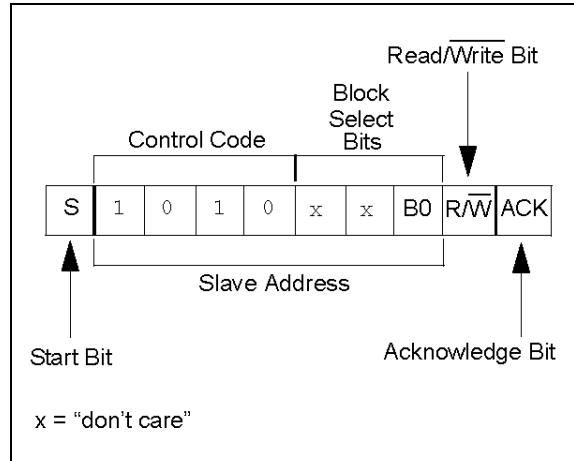 Read/Write Bit
Block
Select
Bits
Control Code
S 1 0 1 0 x x B0 R/W ACK
Slave Address
Start Bit
Acknowledge Bit
x = “don’t care”